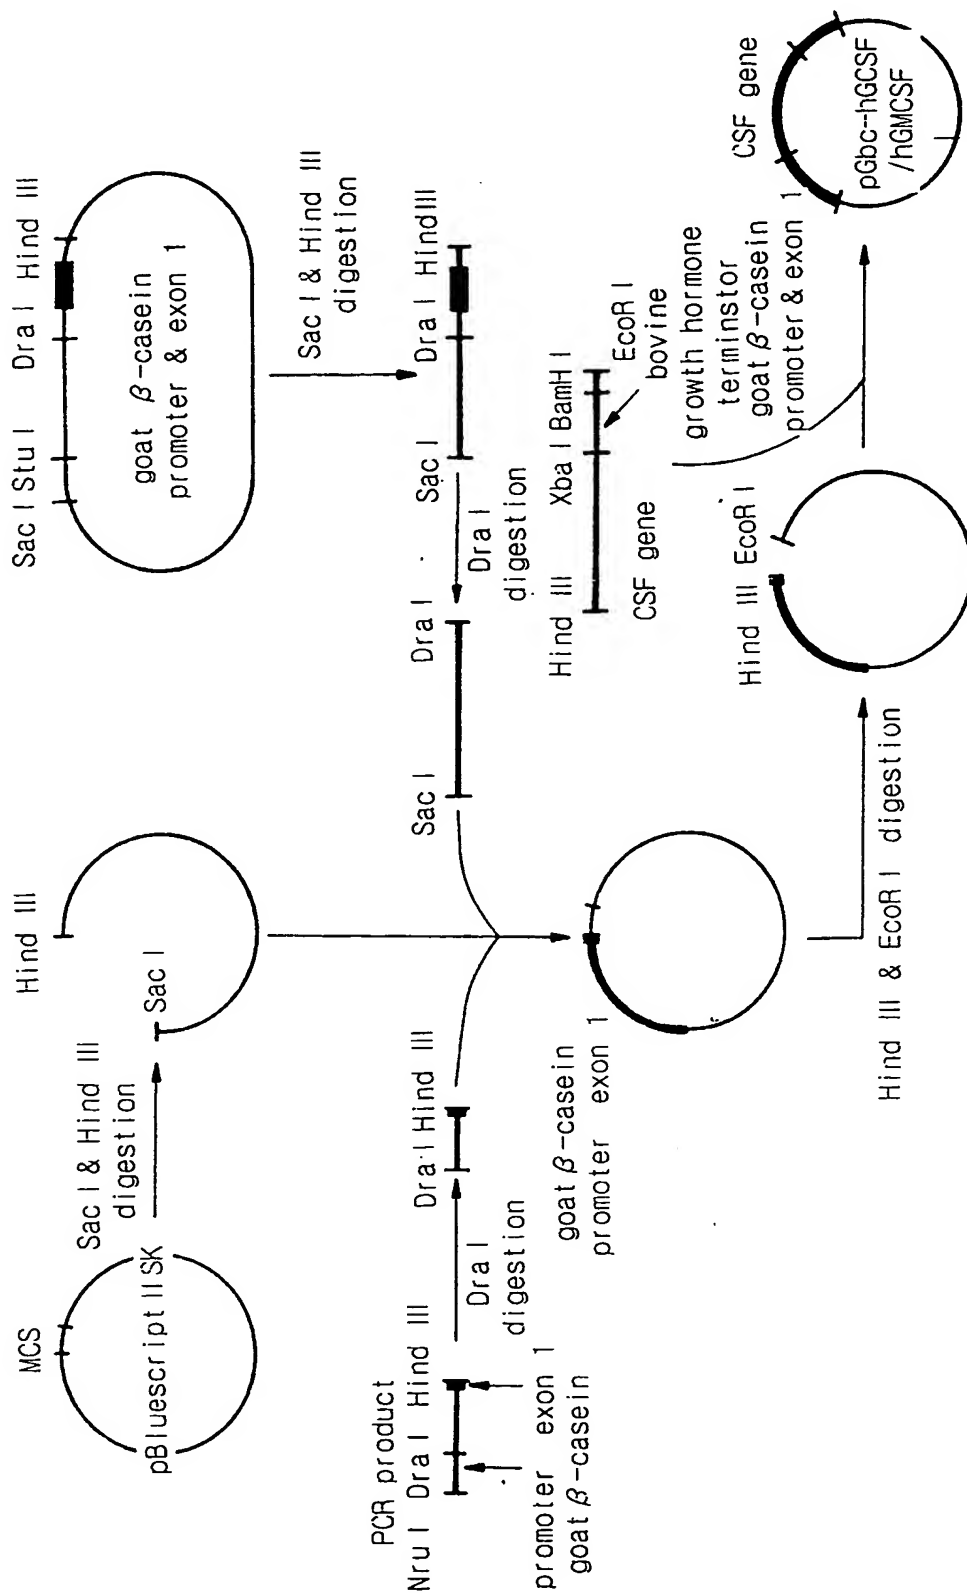 MCS
pBluescript II SK
Sac I & Hind III
digestion
Hind III
Sac I
Sac I Stu I Dra I Hind III
goat β-casein
promoter & exon 1
Sac I & Hind III
digestion
PCR product
Nru I Dra I Hind III
promoter exon 1
goat β-casein
Dra I
digestion
Dra I Hind III
Sac I Dra I
Dra I
digestion
Sac I Dra I Hind III
goat β-casein
promoter exon 1
Hind III Xba I BamH I
CSF gene
EcoR I
bovine
growth hormone
terminstor
goat β-casein
promoter & exon 1
Hind III & EcoR I digestion
Hind III EcoR I
CSF gene
pGbc-hGCSF
/hGMCSF